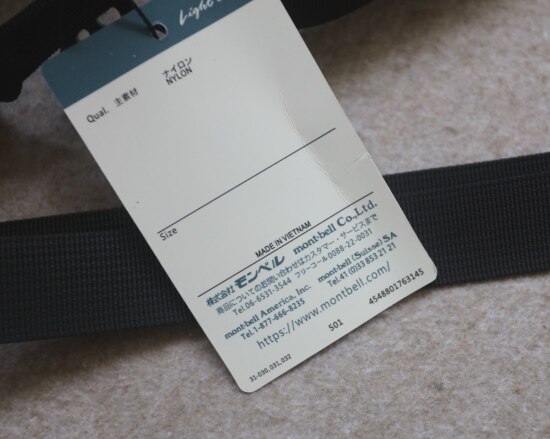 Light
Qual. 主素材 ナイロン
NYLON
Size
MADE IN VIETNAM
株式会社 モンベル mont-bell Co., Ltd.
商品についてのお問い合わせはカスタマー・サービスまで
Tel.06-6531-3544 フリーコール0088-22-0031
mont-bell America, Inc. mont-bell (Suisse) SA
Tel.1-877-666-8235 Tel 41 (0)33 853 21 21
https://www.montbell.com/
S01 4548801763145
31-030,031,032